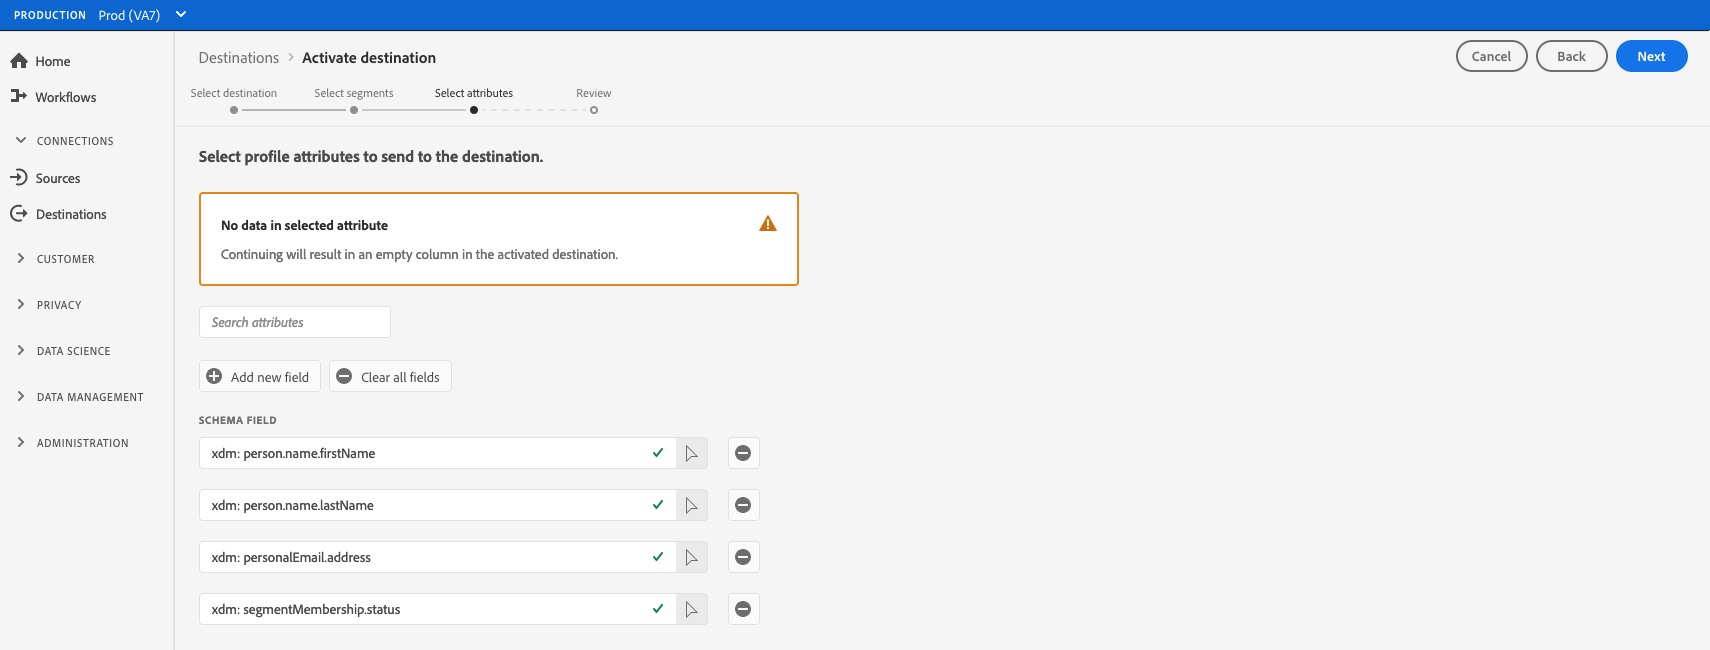 PRODUCTION Prod (VA7)
Home
Workflows
CONNECTIONS
Sources
Destinations
CUSTOMER
PRIVACY
DATA SCIENCE
DATA MANAGEMENT
ADMINISTRATION
Destinations > Activate destination
Cancel Back Next
Select destination Select segments Select attributes Review
Select profile attributes to send to the destination.
No data in selected attribute
Continuing will result in an empty column in the activated destination.
Search attributes
Add new field Clear all fields
SCHEMA FIELD
xdm: person.name.firstName
xdm: person.name.lastName
xdm: personalEmail.address
xdm: segmentMembership.status